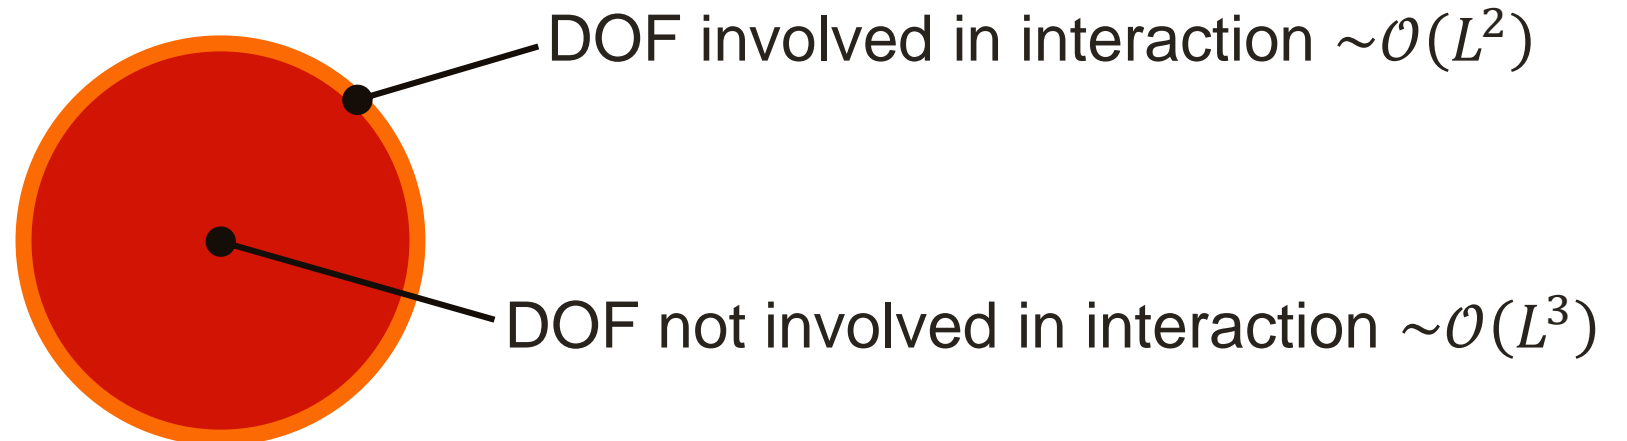 DOF involved in interaction ~𝒪(𝐿²)
DOF not involved in interaction ~𝒪(𝐿³)